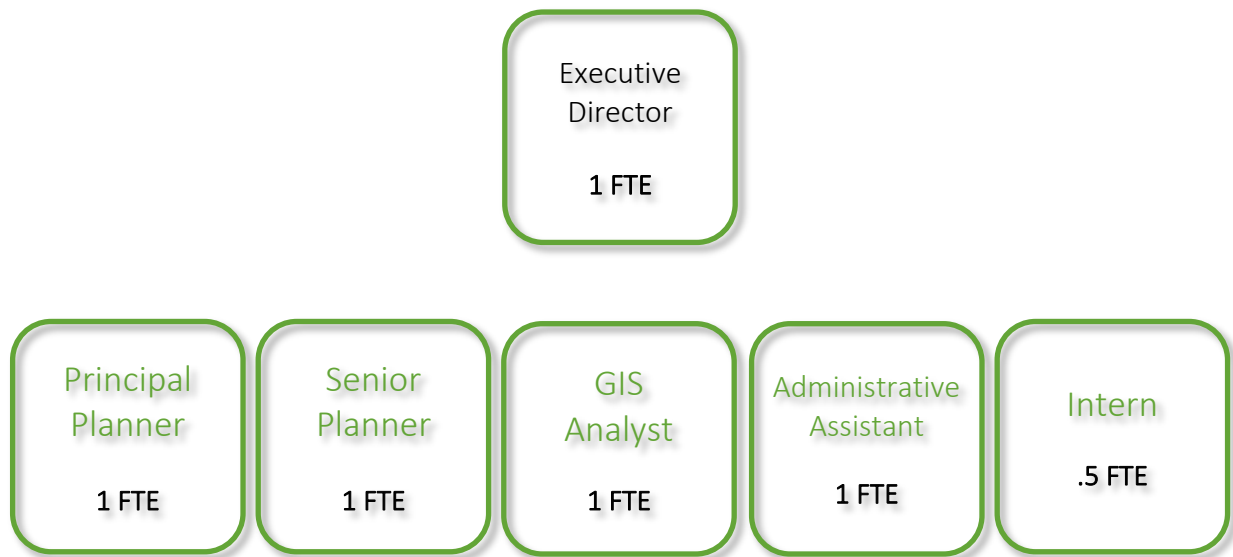 Executive
Director
1 FTE
Principal
Planner
1 FTE
Senior
Planner
1 FTE
GIS
Analyst
1 FTE
Administrative
Assistant
1 FTE
Intern
.5 FTE